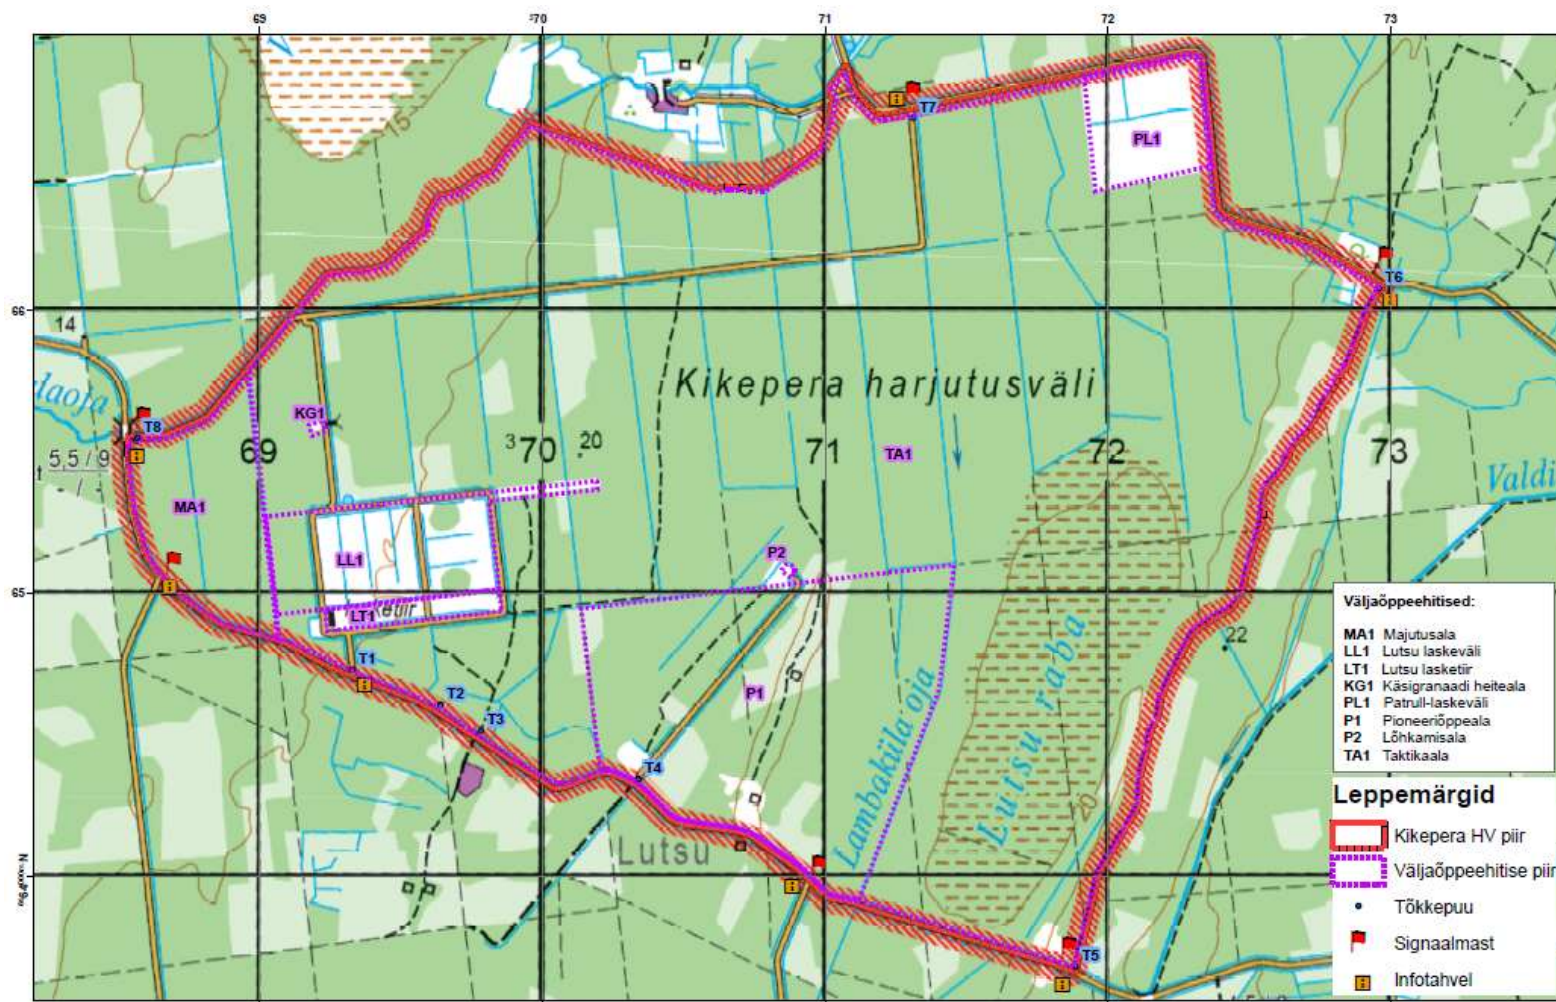 69
³70
71
72
73
15
T7
PL1
T6
66
14
Kikepera harjutusväli
KG1
T8
69
³70
20
71
TA1
72
73
5,5 / 9
Valdi
MA1
LL1
P2
65
LT1
22
T1
T2
T3
P1
T4
Lambaküla oja
Lutsu raba
20
Lutsu
T5
Väljaõppeehitised:
MA1 Majutusala
LL1 Lutsu laskeväli
LT1 Lutsu lasketiir
KG1 Käsigranaadi heiteala
PL1 Patrull-laskeväli
P1 Pioneeriõppeala
P2 Lõhkamisala
TA1 Taktikaala
Leppemärgid
Kikepera HV piir
Väljaõppeehitise piir
Tõkkepuu
Signaalmast
Infotahvel